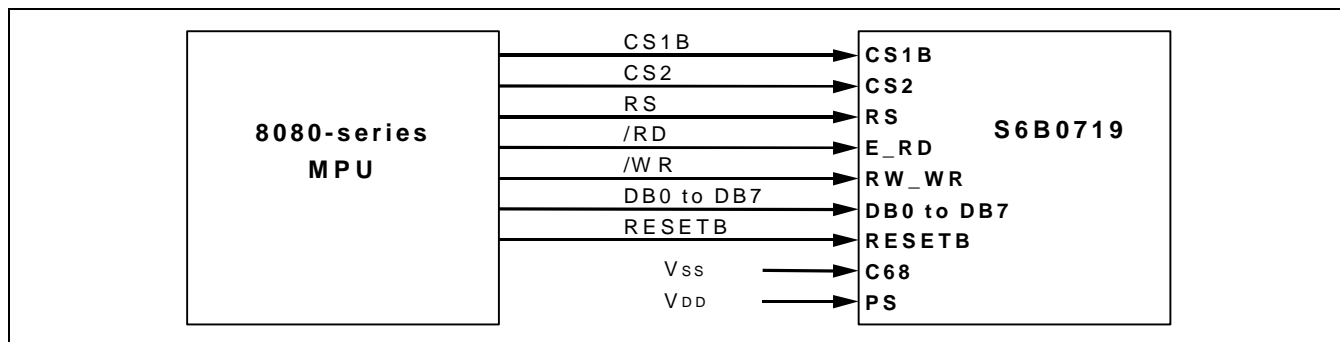 8080-series
MPU
CS1B
CS2
RS
/RD
/WR
DB0 to DB7
RESETB
VSS
VDD
CS1B
CS2
RS
E_RD
RW_WR
DB0 to DB7
RESETB
C68
PS
S6B0719